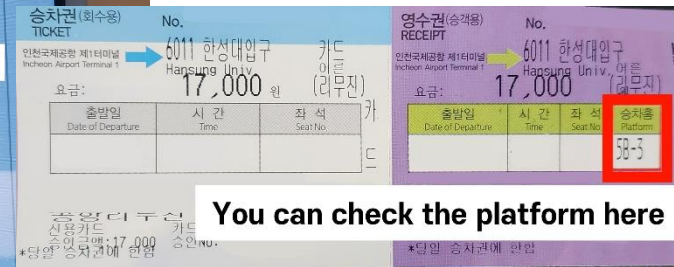 승차권(회수용)
TICKET
No.
인천국제공항 제1터미널
Incheon Airport Terminal 1
6011 한성대입구
Hansung Univ.
카드
어른
요금: 17,000 원 (리무진)
카
드
출발일
Date of Departure
시 간
Time
좌 석
Seat No
공항리무진
신용카드
승인금액:17,000 승인No:
*당일 승차권에 한함
영수권(승객용)
RECEIPT
No.
인천국제공항 제1터미널
Incheon Airport Terminal 1
6011 한성대입구
Hansung Univ. 어른
요금: 17,000 (리무진)
출발일
Date of Departure
시 간
Time
좌 석
Seat No
승차홈
Platform
5B-3
You can check the platform here
*당일 승차권에 한함